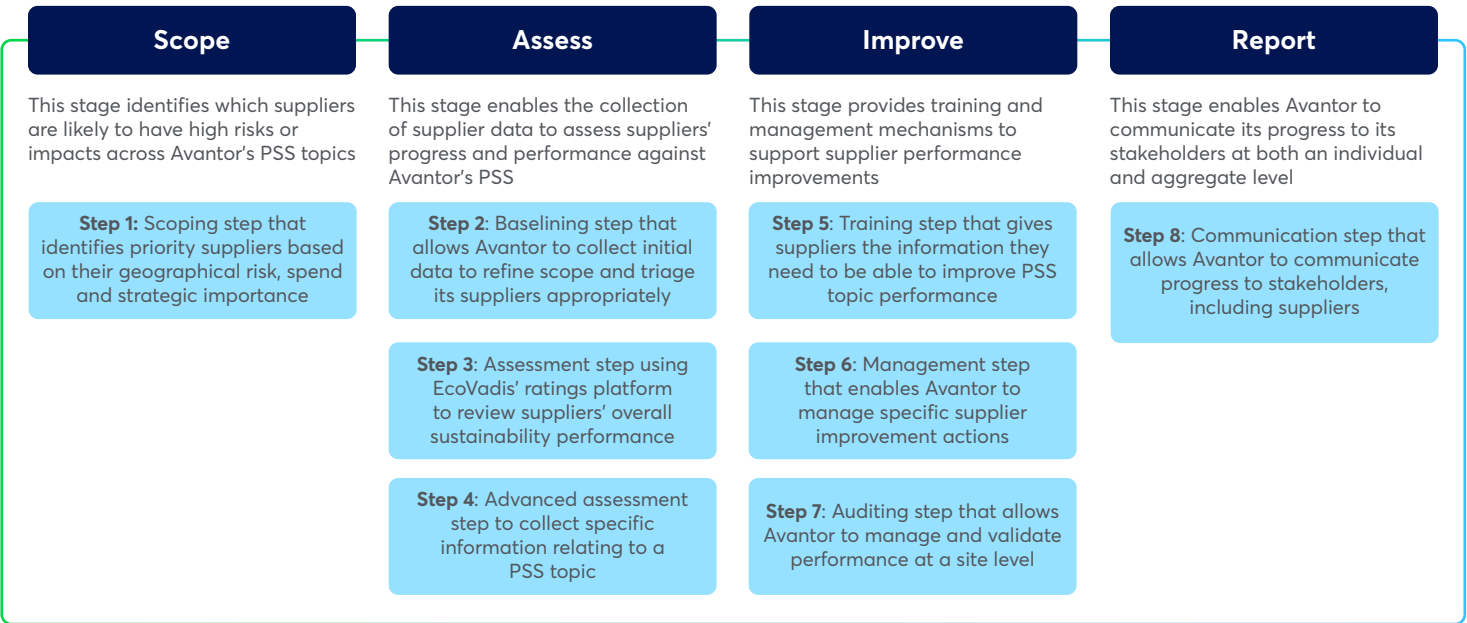 Scope
This stage identifies which suppliers
are likely to have high risks or
impacts across Avantor’s PSS topics
Step 1: Scoping step that
identifies priority suppliers based
on their geographical risk, spend
and strategic importance
Assess
This stage enables the collection
of supplier data to assess suppliers’
progress and performance against
Avantor’s PSS
Step 2: Baselining step that
allows Avantor to collect initial
data to refine scope and triage
its suppliers appropriately
Step 3: Assessment step using
EcoVadis’ ratings platform
to review suppliers’ overall
sustainability performance
Step 4: Advanced assessment
step to collect specific
information relating to a
PSS topic
Improve
This stage provides training and
management mechanisms to
support supplier performance
improvements
Step 5: Training step that gives
suppliers the information they
need to be able to improve PSS
topic performance
Step 6: Management step
that enables Avantor to
manage specific supplier
improvement actions
Step 7: Auditing step that allows
Avantor to manage and validate
performance at a site level
Report
This stage enables Avantor to
communicate its progress to its
stakeholders at both an individual
and aggregate level
Step 8: Communication step that
allows Avantor to communicate
progress to stakeholders,
including suppliers